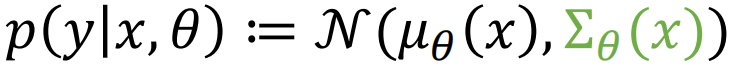 p(y|x, θ) ≔ 𝒩(μ_θ(x), Σ_θ(x))